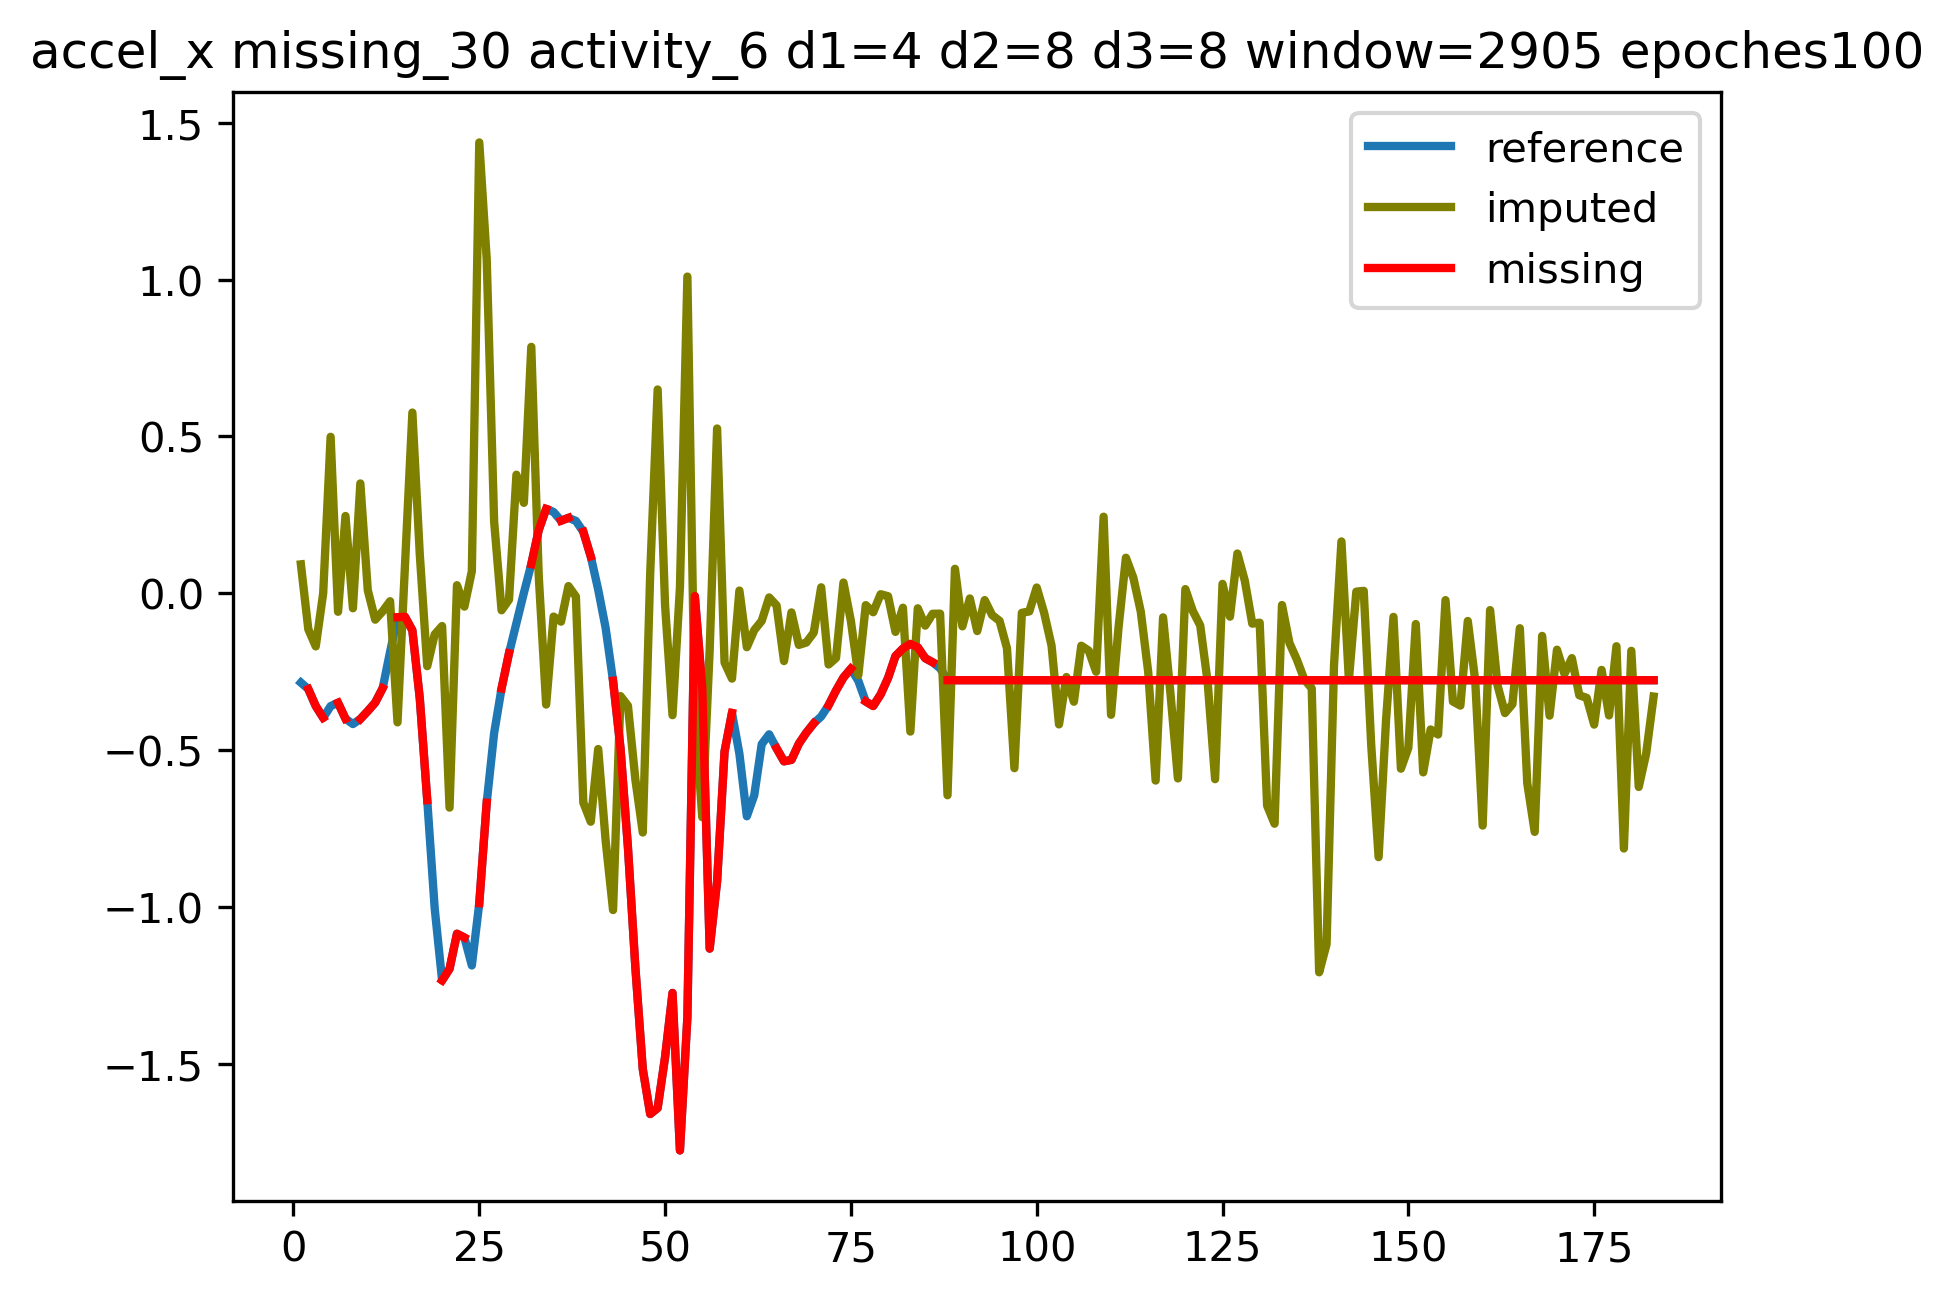 accel_x missing_30 activity_6 d1=4 d2=8 d3=8 window=2905 epoches100
reference
imputed
missing
1.5
1.0
0.5
0.0
−0.5
−1.0
−1.5
0 25 50 75 100 125 150 175